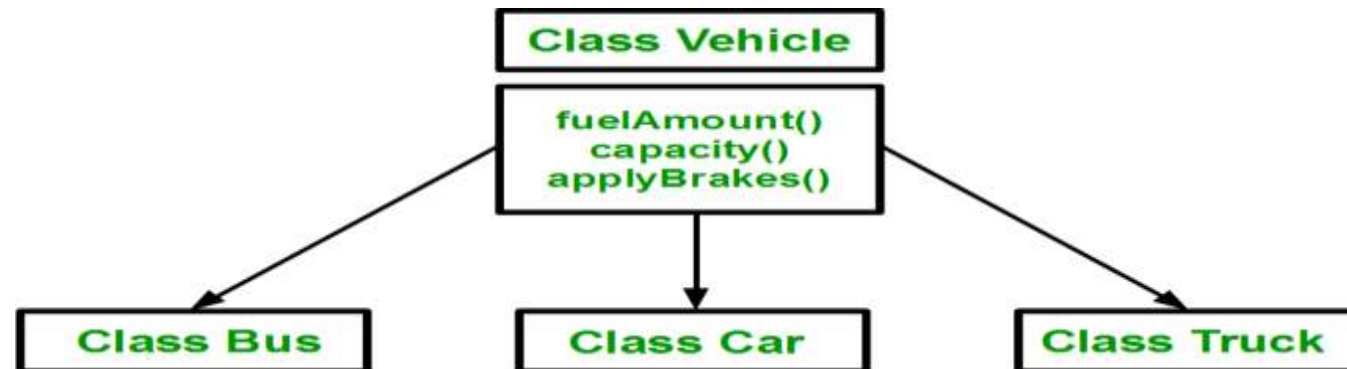 Class Vehicle
fuelAmount()
capacity()
applyBrakes()
Class Bus
Class Car
Class Truck